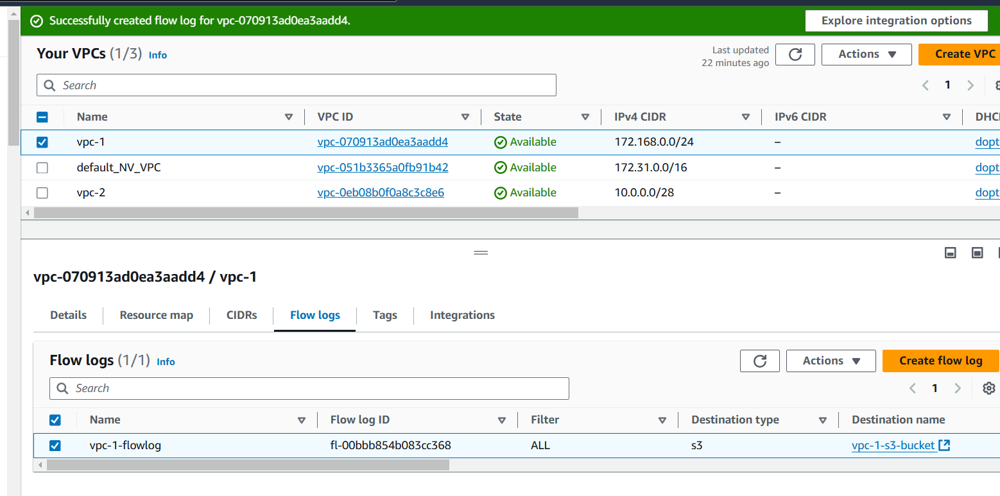 Successfully created flow log for vpc-070913ad0ea3aadd4. Explore integration options
Your VPCs (1/3) Info
Last updated
22 minutes ago
Actions
Create VPC
Search
1
Name VPC ID State IPv4 CIDR IPv6 CIDR DHCI
vpc-1 vpc-070913ad0ea3aadd4 Available 172.168.0.0/24 – dopt
default_NV_VPC vpc-051b3365a0fb91b42 Available 172.31.0.0/16 – dopt
vpc-2 vpc-0eb08b0f0a8c3c8e6 Available 10.0.0.0/28 – dopt
vpc-070913ad0ea3aadd4 / vpc-1
Details Resource map CIDRs Flow logs Tags Integrations
Flow logs (1/1) Info Actions Create flow log
Search
1
Name Flow log ID Filter Destination type Destination name
vpc-1-flowlog fl-00bbb854b083cc368 ALL s3 vpc-1-s3-bucket